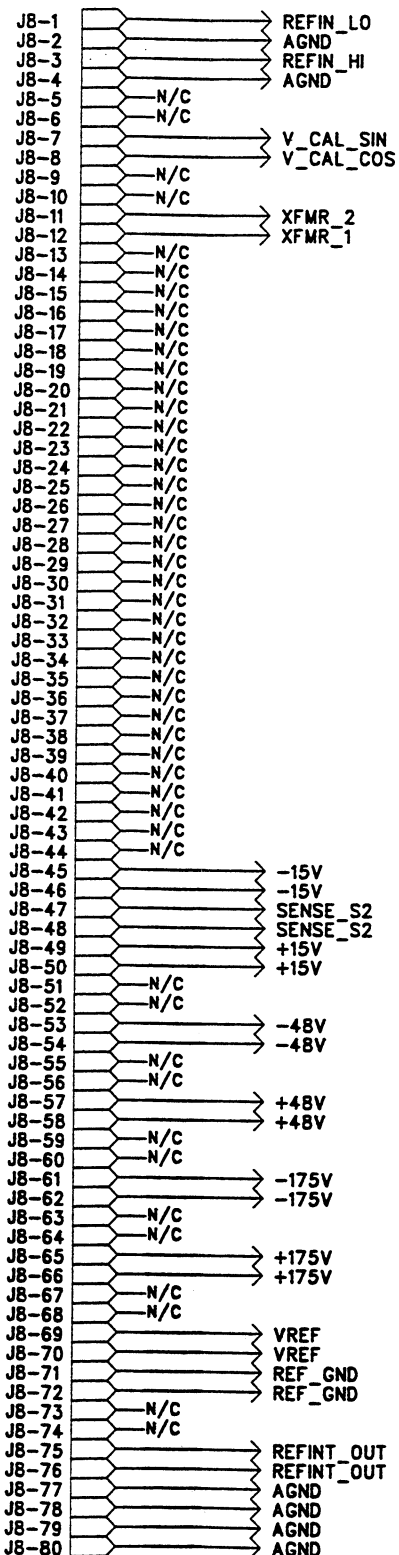 J8-1 REFIN_LO
J8-2 AGND
J8-3 REFIN_HI
J8-4 AGND
J8-5 N/C
J8-6 N/C
J8-7 V_CAL_SIN
J8-8 V_CAL_COS
J8-9 N/C
J8-10 N/C
J8-11 XFMR_2
J8-12 XFMR_1
J8-13 N/C
J8-14 N/C
J8-15 N/C
J8-16 N/C
J8-17 N/C
J8-18 N/C
J8-19 N/C
J8-20 N/C
J8-21 N/C
J8-22 N/C
J8-23 N/C
J8-24 N/C
J8-25 N/C
J8-26 N/C
J8-27 N/C
J8-28 N/C
J8-29 N/C
J8-30 N/C
J8-31 N/C
J8-32 N/C
J8-33 N/C
J8-34 N/C
J8-35 N/C
J8-36 N/C
J8-37 N/C
J8-38 N/C
J8-39 N/C
J8-40 N/C
J8-41 N/C
J8-42 N/C
J8-43 N/C
J8-44 N/C
J8-45 -15V
J8-46 -15V
J8-47 SENSE_S2
J8-48 SENSE_S2
J8-49 +15V
J8-50 +15V
J8-51 N/C
J8-52 N/C
J8-53 -48V
J8-54 -48V
J8-55 N/C
J8-56 N/C
J8-57 +48V
J8-58 +48V
J8-59 N/C
J8-60 N/C
J8-61 -175V
J8-62 -175V
J8-63 N/C
J8-64 N/C
J8-65 +175V
J8-66 +175V
J8-67 N/C
J8-68 N/C
J8-69 VREF
J8-70 VREF
J8-71 REF_GND
J8-72 REF_GND
J8-73 N/C
J8-74 N/C
J8-75 REFINT_OUT
J8-76 REFINT_OUT
J8-77 AGND
J8-78 AGND
J8-79 AGND
J8-80 AGND